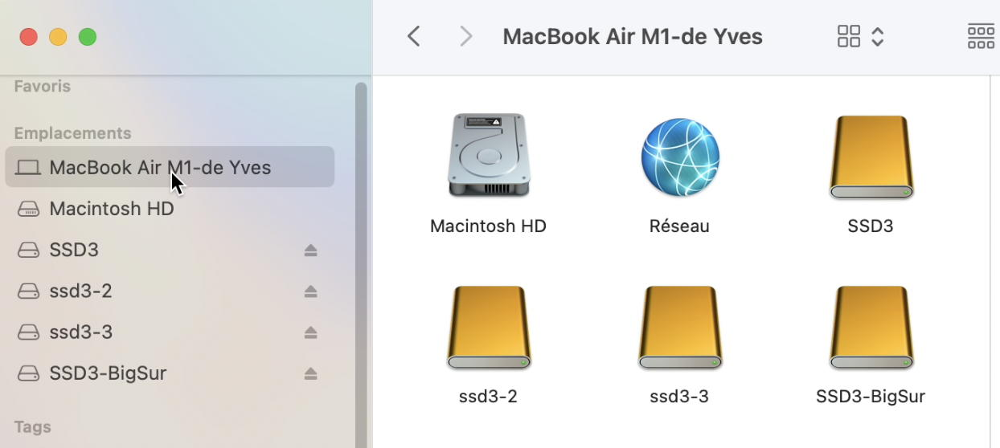 Favoris
Emplacements
MacBook Air M1-de Yves
Macintosh HD
SSD3
ssd3-2
ssd3-3
SSD3-BigSur
Tags
MacBook Air M1-de Yves
Macintosh HD
Réseau
SSD3
ssd3-2
ssd3-3
SSD3-BigSur